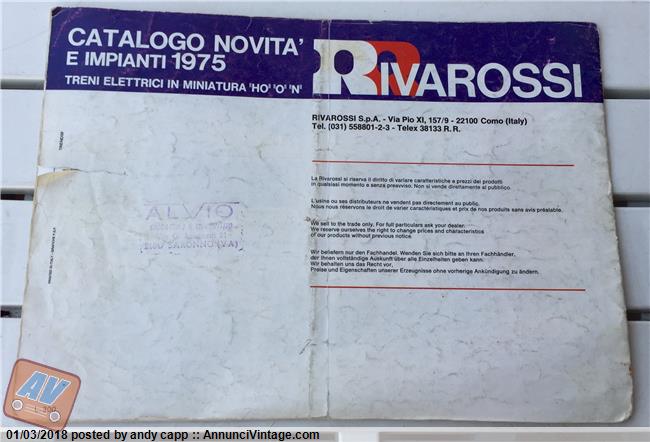 CATALOGO NOVITA'
E IMPIANTI 1975
TRENI ELETTRICI IN MINIATURA 'HO' 'O' 'N'
RIVAROSSI
RIVAROSSI S.p.A. - Via Pio XI, 157/9 - 22100 Como (Italy)
Tel. (031) 558801-2-3 - Telex 38133 R. R.
La Rivarossi si riserva il diritto di variare caratteristiche e prezzi dei prodotti
in qualsiasi momento e senza preavviso. Non si vende direttamente al pubblico.
L'usine ou ses distributeurs ne vendent pas directement au public.
Nous nous réservons le droit de varier caractéristiques et prix de nos produits sans avis préalable.
We sell to the trade only. For full particulars ask your dealer.
We reserve ourselves the right to change prices and characteristics
of our products without previous notice.
Wir beliefern nur den Fachhandel. Wenden Sie sich bitte an Ihren Fachhändler,
der Ihnen vollständige Auskunft über alle Einzelheiten geben kann.
Wir behalten uns das Recht vor,
Preise und Eigenschaften unserer Erzeugnisse ohne vorherige Ankündigung zu ändern.
ALVIO
SARONNO (VA)
PRINTED IN ITALY
AV
L.300
01/03/2018 posted by andy capp :: AnnunciVintage.com